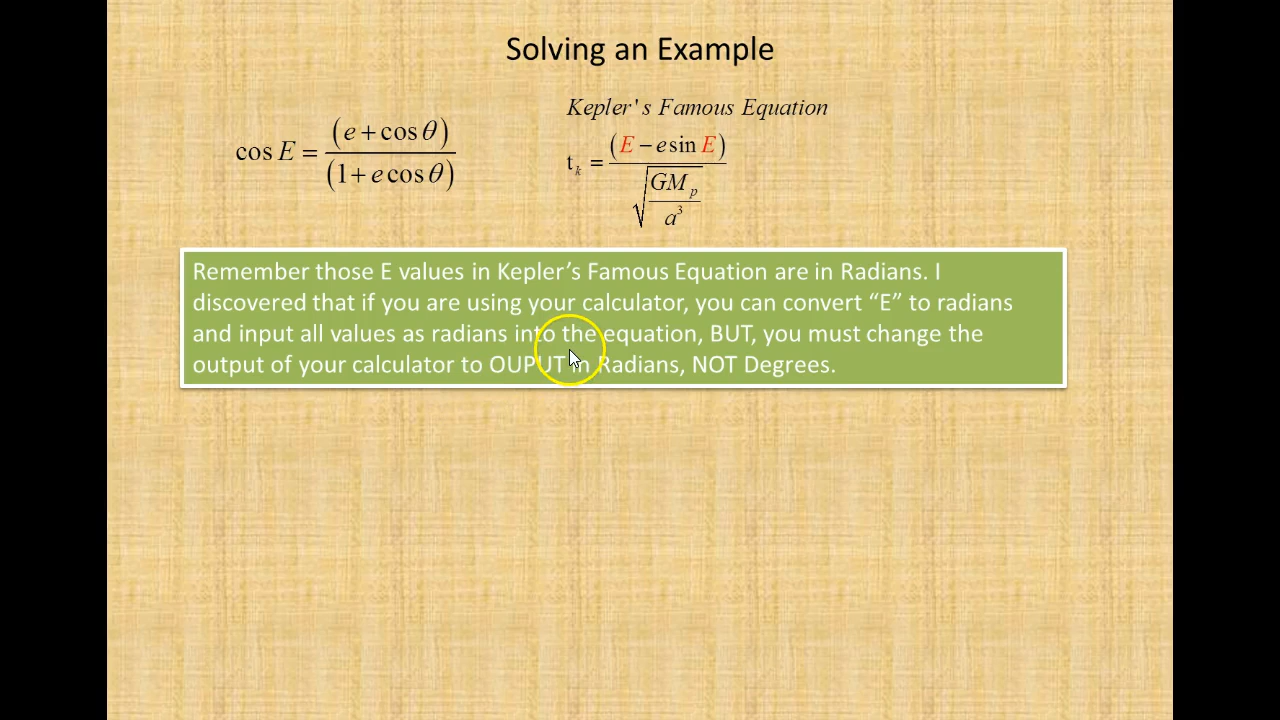 Solving an Example
Kepler's Famous Equation
cos E = (e + cos θ) / (1 + e cos θ)
t_k = (E − e sin E) / √(GM_p / a³)
Remember those E values in Kepler’s Famous Equation are in Radians. I
discovered that if you are using your calculator, you can convert “E” to radians
and input all values as radians into the equation, BUT, you must change the
output of your calculator to OUPUT in Radians, NOT Degrees.